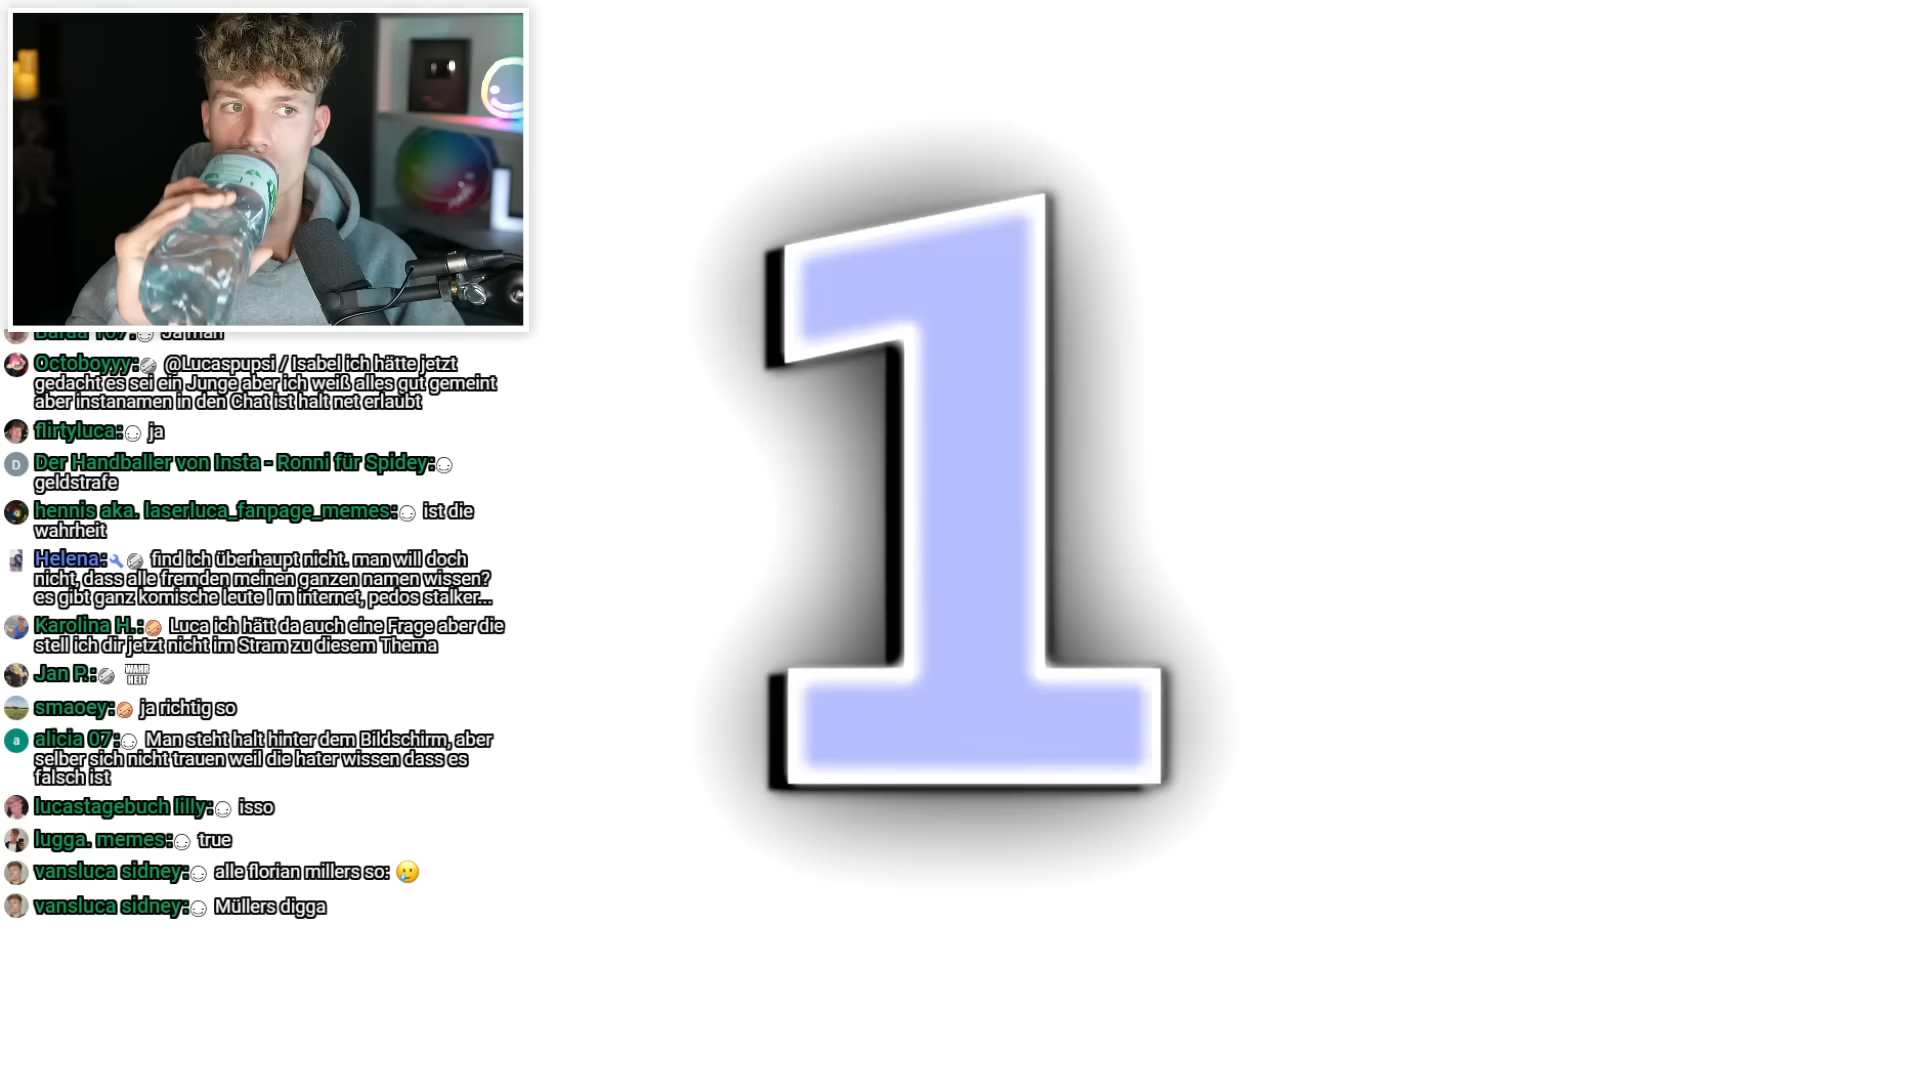 Baraa 167: Ja man
Octoboyyy: @Lucaspupsi / Isabel ich hätte jetzt
gedacht es sei ein Junge aber ich weiß alles gut gemeint
aber instanamen in den Chat ist halt net erlaubt
flirtyluca: ja
D Der Handballer von Insta - Ronni für Spidey:
geldstrafe
hennis aka. laserluca_fanpage_memes: ist die
wahrheit
Helena: find ich überhaupt nicht. man will doch
nicht, dass alle fremden meinen ganzen namen wissen?
es gibt ganz komische leute I m internet, pedos stalker...
Karolina H.: Luca ich hätt da auch eine Frage aber die
stell ich dir jetzt nicht im Stram zu diesem Thema
Jan P.: WAHR
HEIT
smaoey: ja richtig so
a alicia 07: Man steht halt hinter dem Bildschirm, aber
selber sich nicht trauen weil die hater wissen dass es
falsch ist
lucastagebuch lilly: isso
lugga. memes: true
vansluca sidney: alle florian millers so: 🥲
vansluca sidney: Müllers digga
1